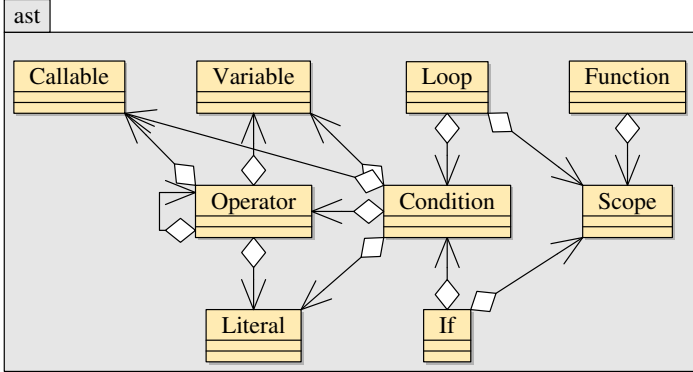 ast
Callable
Variable
Loop
Function
Operator
Condition
Scope
Literal
If